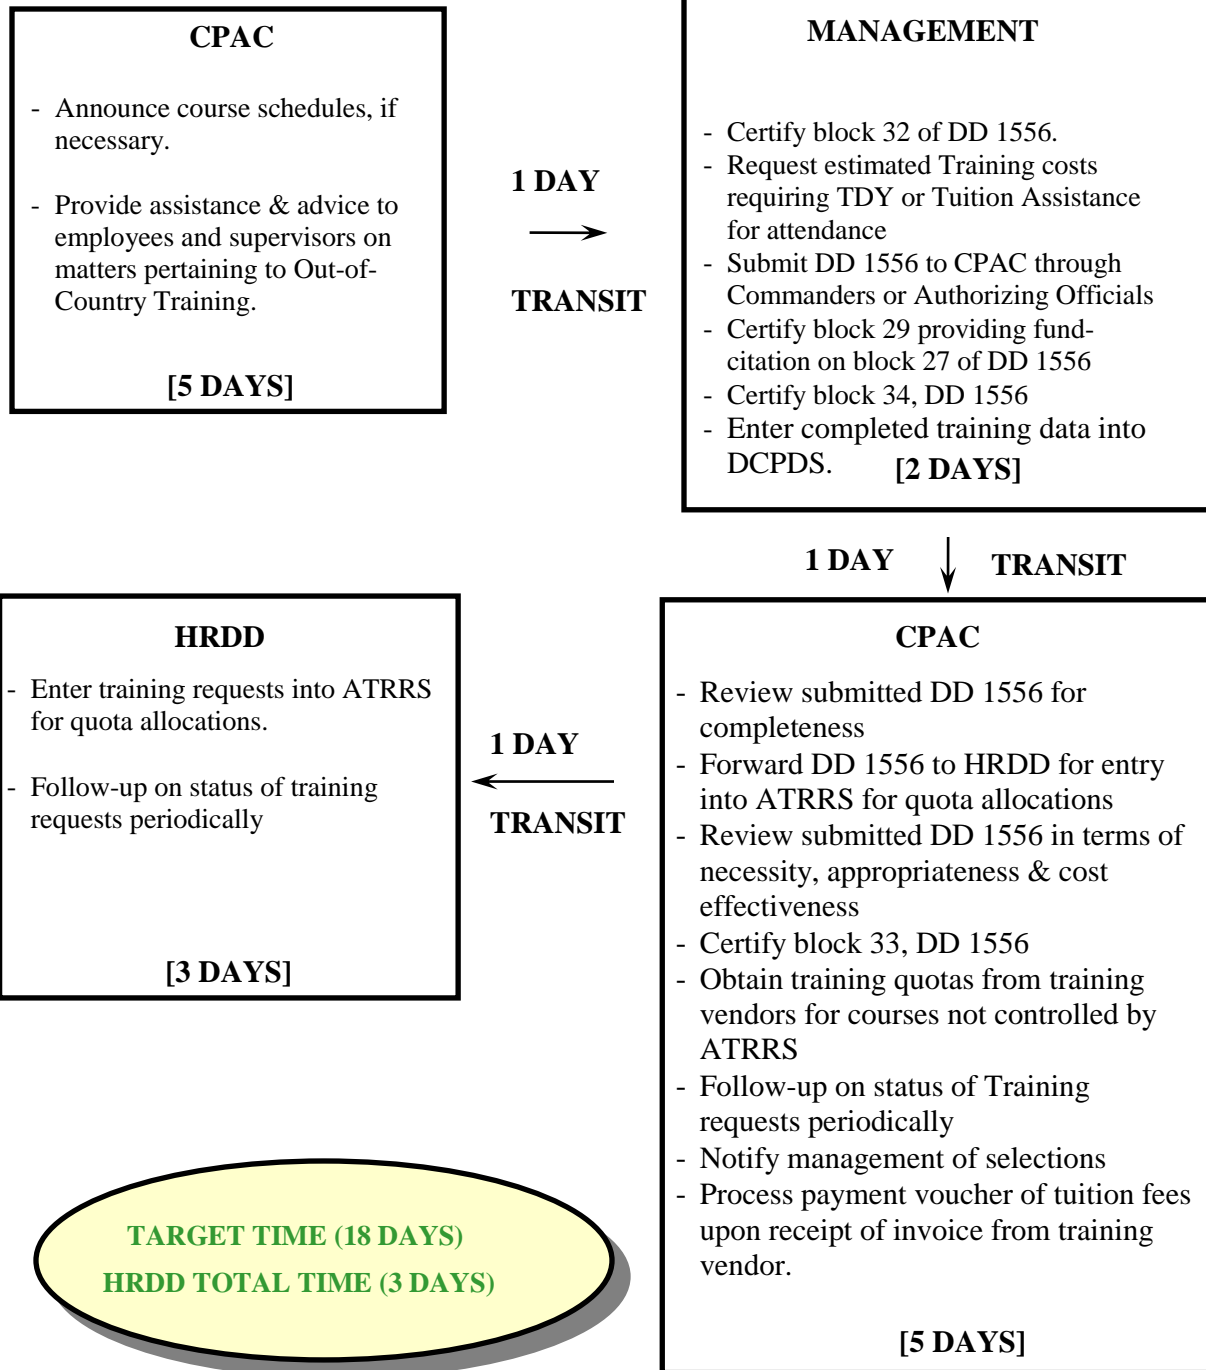 CPAC
- Announce course schedules, if
necessary.
- Provide assistance & advice to
employees and supervisors on
matters pertaining to Out-of-
Country Training.
[5 DAYS]
1 DAY
TRANSIT
MANAGEMENT
- Certify block 32 of DD 1556.
- Request estimated Training costs
requiring TDY or Tuition Assistance
for attendance
- Submit DD 1556 to CPAC through
Commanders or Authorizing Officials
- Certify block 29 providing fund-
citation on block 27 of DD 1556
- Certify block 34, DD 1556
- Enter completed training data into
DCPDS. [2 DAYS]
1 DAY TRANSIT
CPAC
- Review submitted DD 1556 for
completeness
- Forward DD 1556 to HRDD for entry
into ATRRS for quota allocations
- Review submitted DD 1556 in terms of
necessity, appropriateness & cost
effectiveness
- Certify block 33, DD 1556
- Obtain training quotas from training
vendors for courses not controlled by
ATRRS
- Follow-up on status of Training
requests periodically
- Notify management of selections
- Process payment voucher of tuition fees
upon receipt of invoice from training
vendor.
[5 DAYS]
1 DAY
TRANSIT
HRDD
- Enter training requests into ATRRS
for quota allocations.
- Follow-up on status of training
requests periodically
[3 DAYS]
TARGET TIME (18 DAYS)
HRDD TOTAL TIME (3 DAYS)